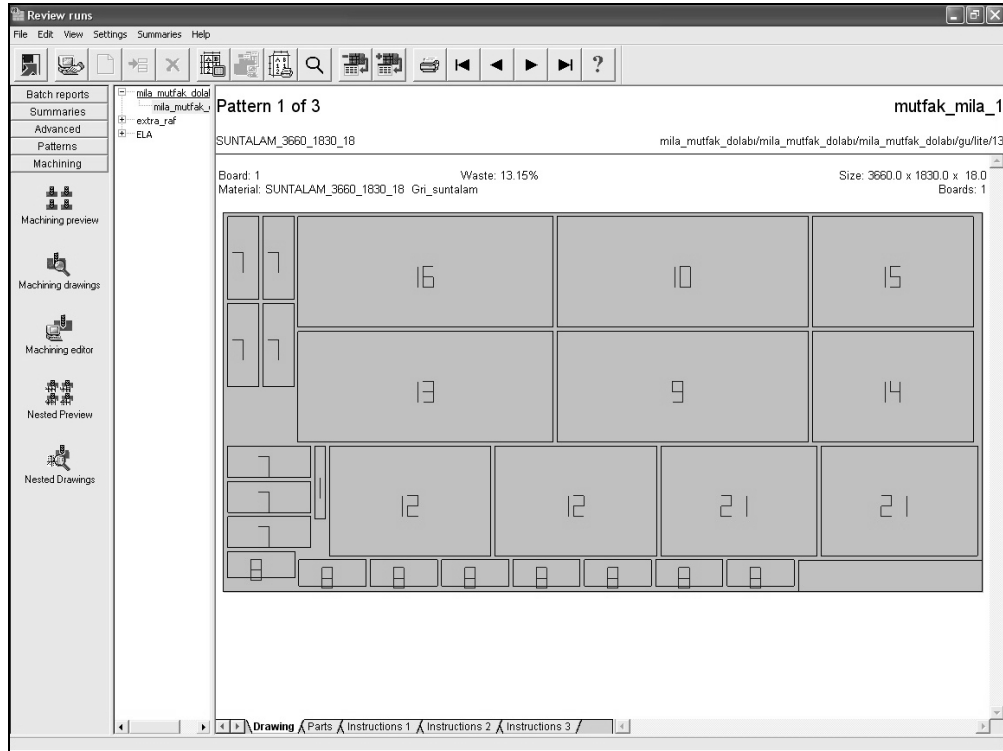 Review runs
File Edit View Settings Summaries Help
Batch reports
Summaries
Advanced
Patterns
Machining
Machining preview
Machining drawings
Machining editor
Nested Preview
Nested Drawings
mila_mutfak_dolal
mila_mutfak_
extra_raf
ELA
Pattern 1 of 3 mutfak_mila_1
SUNTALAM_3660_1830_18 mila_mutfak_dolabı/mila_mutfak_dolabı/mila_mutfak_dolabı/gu/lite/13
Board: 1 Waste: 13.15% Size: 3660.0 x 1830.0 x 18.0
Material: SUNTALAM_3660_1830_18 Gri_suntalam Boards: 1
7 7 16 10 15
7 7 13 9 14
7
7 1 12 12 21 21
7
8 8 8 8 8 8 8 8
Drawing Parts Instructions 1 Instructions 2 Instructions 3